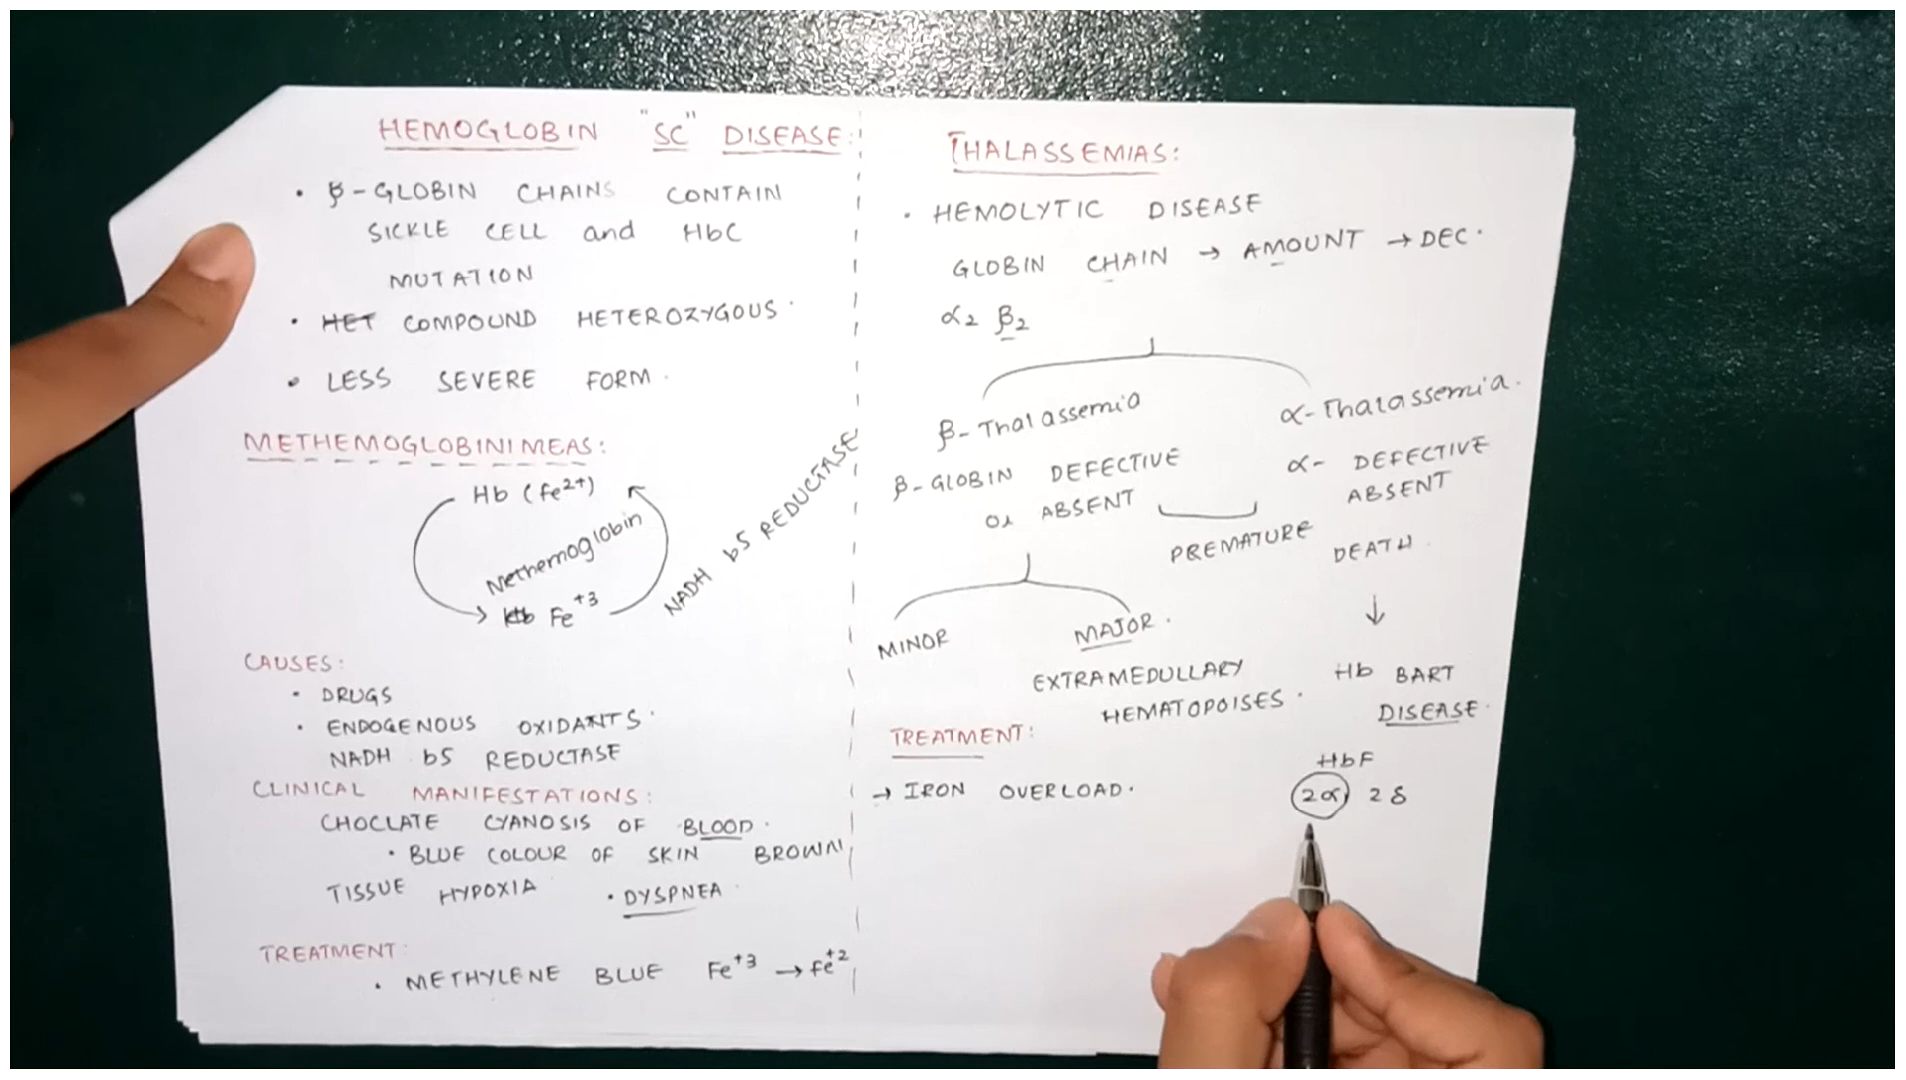 HEMOGLOBIN "SC" DISEASE:
• β-GLOBIN CHAINS CONTAIN
SICKLE CELL and HbC
MUTATION
• HET COMPOUND HETEROZYGOUS.
• LESS SEVERE FORM.
METHEMOGLOBINIMEAS:
Hb (Fe2+)
Methemoglobin
Hb Fe+3
NADH b5 REDUCTASE
CAUSES:
• DRUGS
• ENDOGENOUS OXIDANTS.
NADH b5 REDUCTASE
CLINICAL MANIFESTATIONS:
CHOCLATE CYANOSIS OF BLOOD.
• BLUE COLOUR OF SKIN BROWN
TISSUE HYPOXIA • DYSPNEA.
TREATMENT:
• METHYLENE BLUE Fe+3 → Fe+2
THALASSEMIAS:
• HEMOLYTIC DISEASE
GLOBIN CHAIN → AMOUNT → DEC.
α2 β2
β-Thalassemia
β-GLOBIN DEFECTIVE
Or ABSENT
α-Thalassemia.
α- DEFECTIVE
ABSENT
PREMATURE DEATH.
MINOR
MAJOR.
EXTRAMEDULLARY
HEMATOPOISES.
↓
Hb BART
DISEASE.
TREATMENT:
→ IRON OVERLOAD.
HbF
2α 2δ